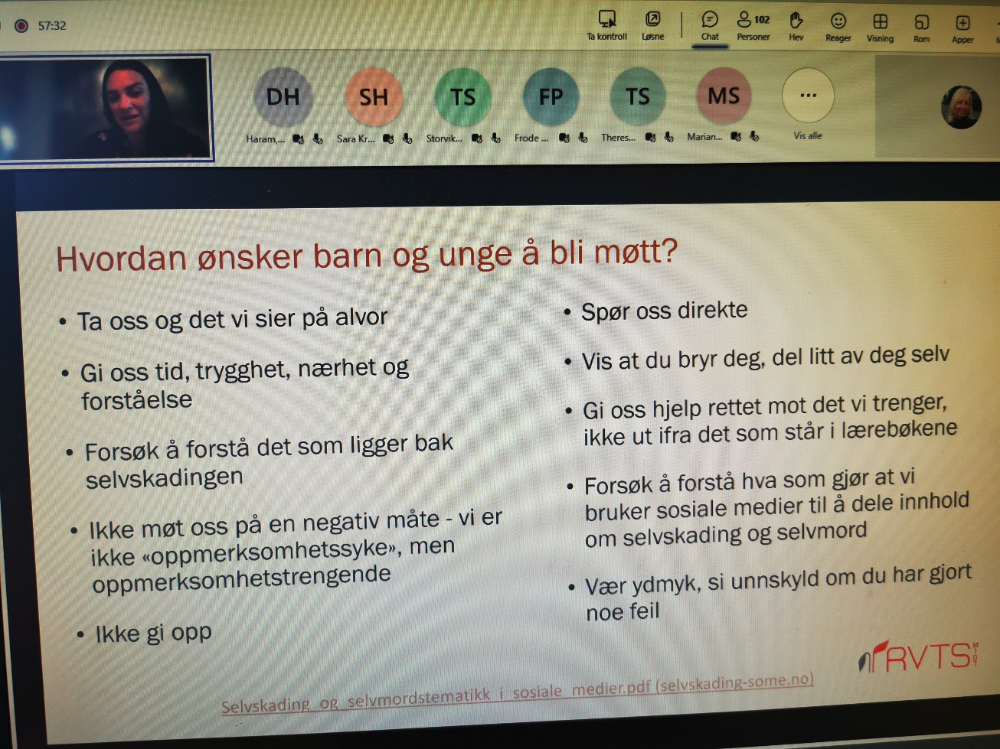 57:32
Ta kontroll
Løsne
Chat
102
Personer
Hev
Reager
Visning
Rom
Apper
DH
SH
TS
FP
TS
MS
...
Haram,...
Sara Kr...
Storvik...
Frode ...
Theres...
Marian...
Vis alle
Hvordan ønsker barn og unge å bli møtt?
• Ta oss og det vi sier på alvor
• Gi oss tid, trygghet, nærhet og
forståelse
• Forsøk å forstå det som ligger bak
selvskadingen
• Ikke møt oss på en negativ måte - vi er
ikke «oppmerksomhetssyke», men
oppmerksomhetstrengende
• Ikke gi opp
• Spør oss direkte
• Vis at du bryr deg, del litt av deg selv
• Gi oss hjelp rettet mot det vi trenger,
ikke ut ifra det som står i lærebøkene
• Forsøk å forstå hva som gjør at vi
bruker sosiale medier til å dele innhold
om selvskading og selvmord
• Vær ydmyk, si unnskyld om du har gjort
noe feil
RVTS
MIDT
Selvskading_og_selvmordstematikk_i_sosiale_medier.pdf (selvskading-some.no)